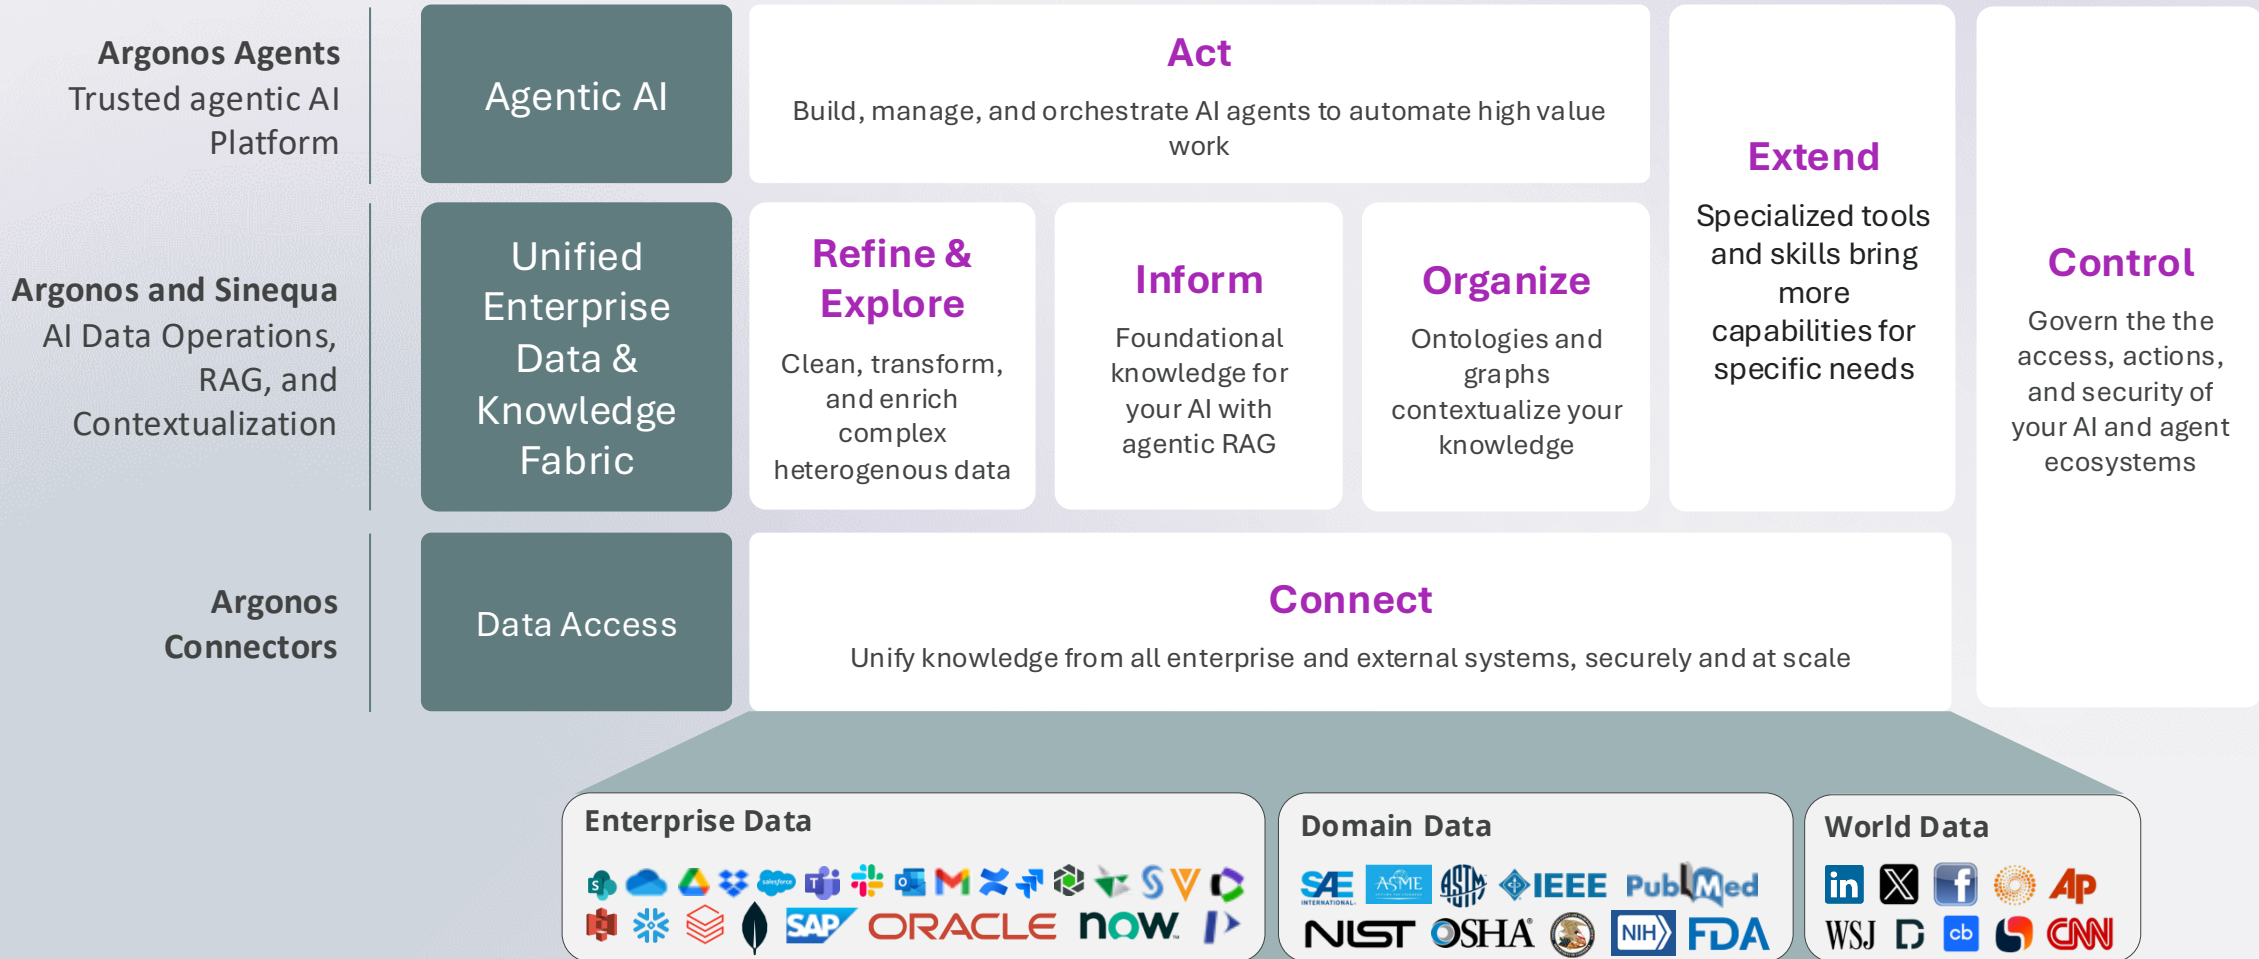 Argonos Agents
Trusted agentic AI
Platform
Agentic AI
Act
Build, manage, and orchestrate AI agents to automate high value
work
Extend
Specialized tools
and skills bring
more
capabilities for
specific needs
Control
Govern the the
access, actions,
and security of
your AI and agent
ecosystems
Argonos and Sinequa
AI Data Operations,
RAG, and
Contextualization
Unified
Enterprise
Data &
Knowledge
Fabric
Refine &
Explore
Clean, transform,
and enrich
complex
heterogenous data
Inform
Foundational
knowledge for
your AI with
agentic RAG
Organize
Ontologies and
graphs
contextualize your
knowledge
Argonos
Connectors
Data Access
Connect
Unify knowledge from all enterprise and external systems, securely and at scale
Enterprise Data
salesforce
SAP ORACLE now
Domain Data
SAE INTERNATIONAL ASME ASTM IEEE PubMed
NIST OSHA NIH FDA
World Data
in X f AP
WSJ D cb CNN